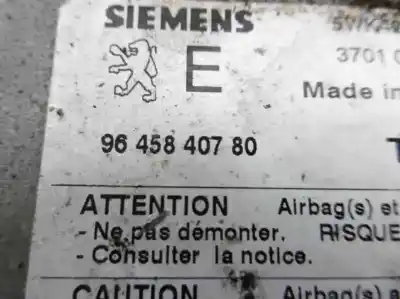 SIEMENS
3701
E
Made in
96 458 407 80
ATTENTION Airbag(s) et
- Ne pas démonter. RISQUE
- Consulter la notice.
CAUTION Airbag(s) a